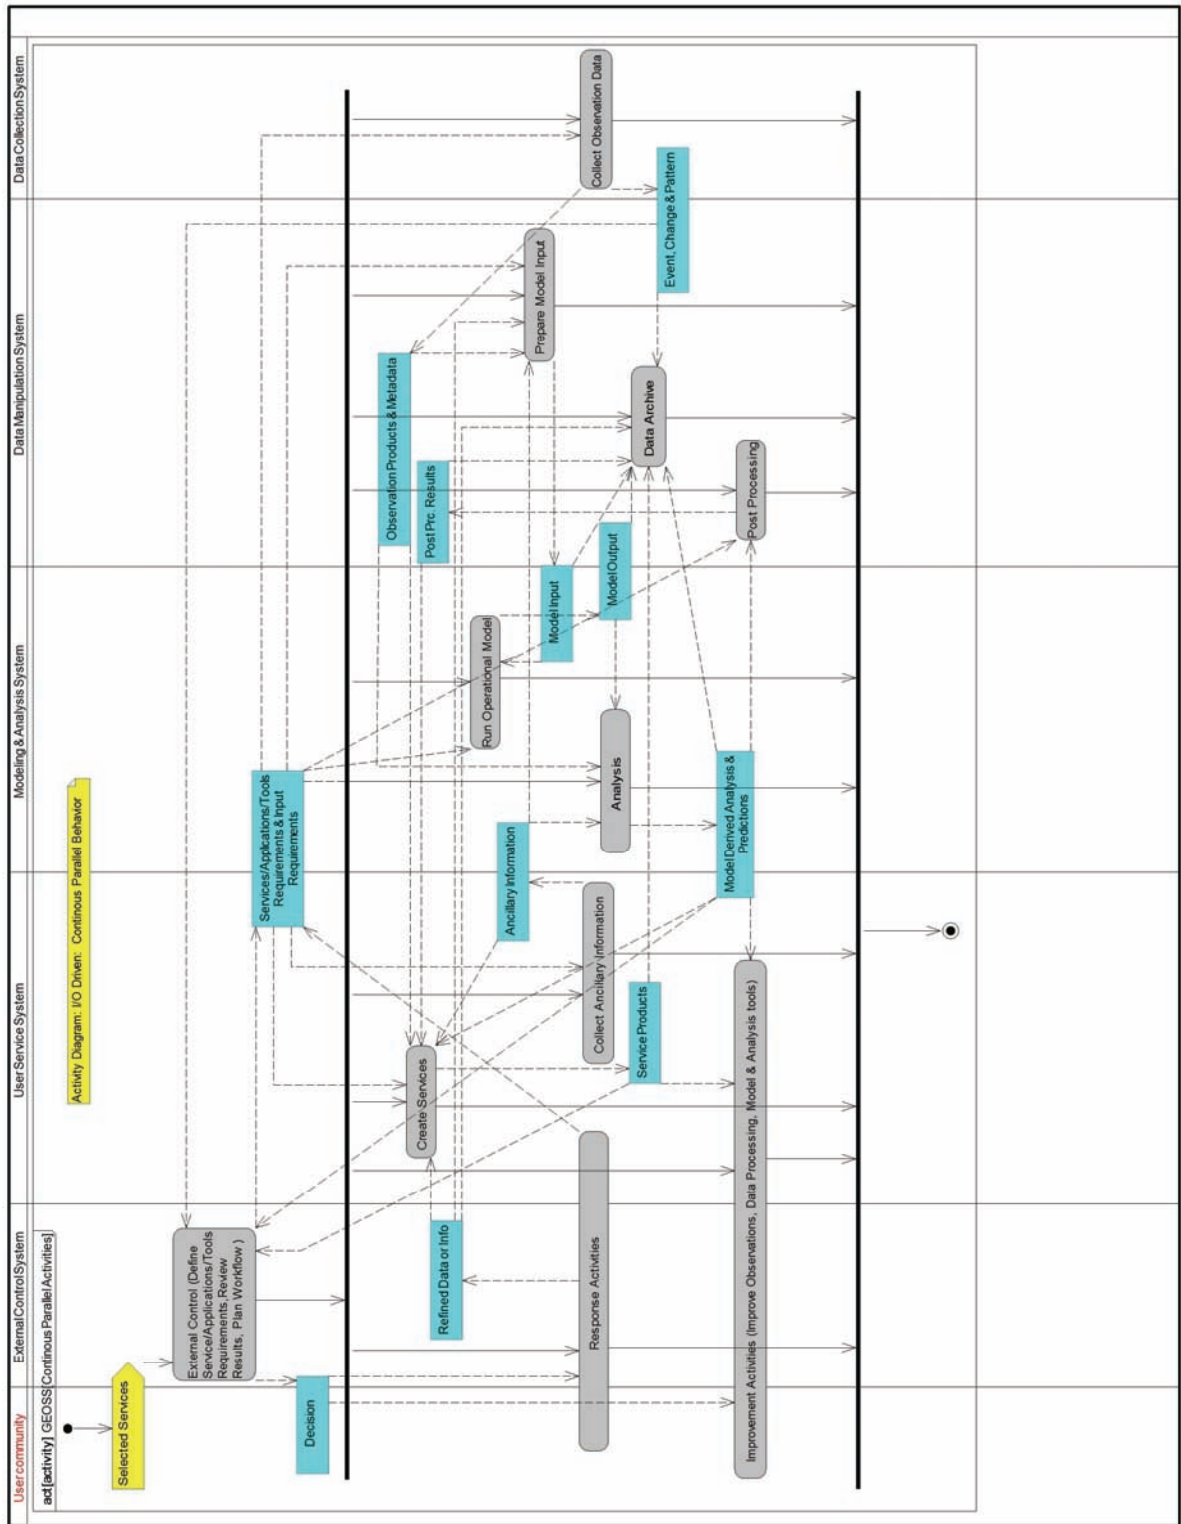 User community
External Control System
User Service System
Modeling & Analysis System
Data Manipulation System
Data Collection System
act [activity] GEOSS [Continous Parallel Activities]
Activity Diagram: I/O Driven: Continous Parallel Behavior
Selected Services
External Control (Define
Service/Applications/Tools
Requirements, Review
Results, Plan Workflow )
Services/Applications/Tools
Requirements & Input
Requirements
Decision
Observation Products & Metadata
Post Prc. Results
Create Services
Refined Data or Info
Run Operational Model
Ancillary Information
Prepare Model Input
Model Input
Collect Observation Data
Response Activities
Collect Ancillary Information
Analysis
Model Output
Service Products
Data Archive
Event, Change & Pattern
Model Derived Analysis &
Predictions
Post Processing
Improvement Activities (Improve Observations, Data Processing, Model & Analysis tools)